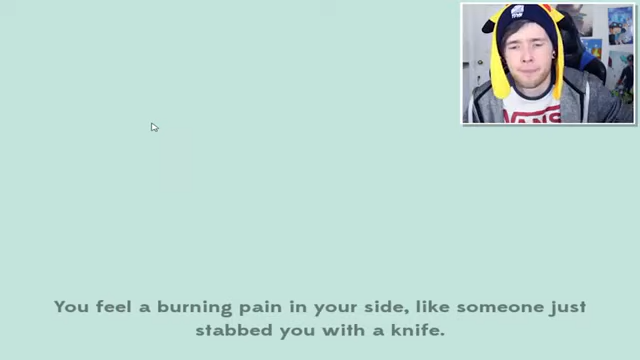 VANS
You feel a burning pain in your side, like someone just
stabbed you with a knife.